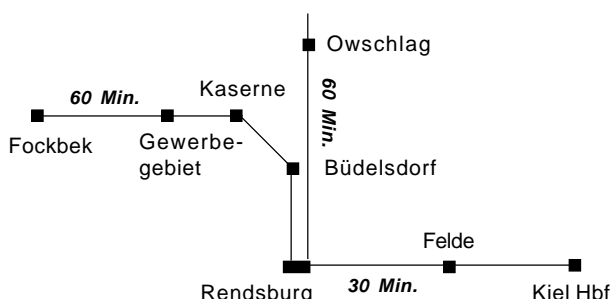 Owschlag
60 Min.
Kaserne
60 Min.
Fockbek
Gewerbe-
gebiet
Büdelsdorf
Felde
Rendsburg
30 Min.
Kiel Hbf